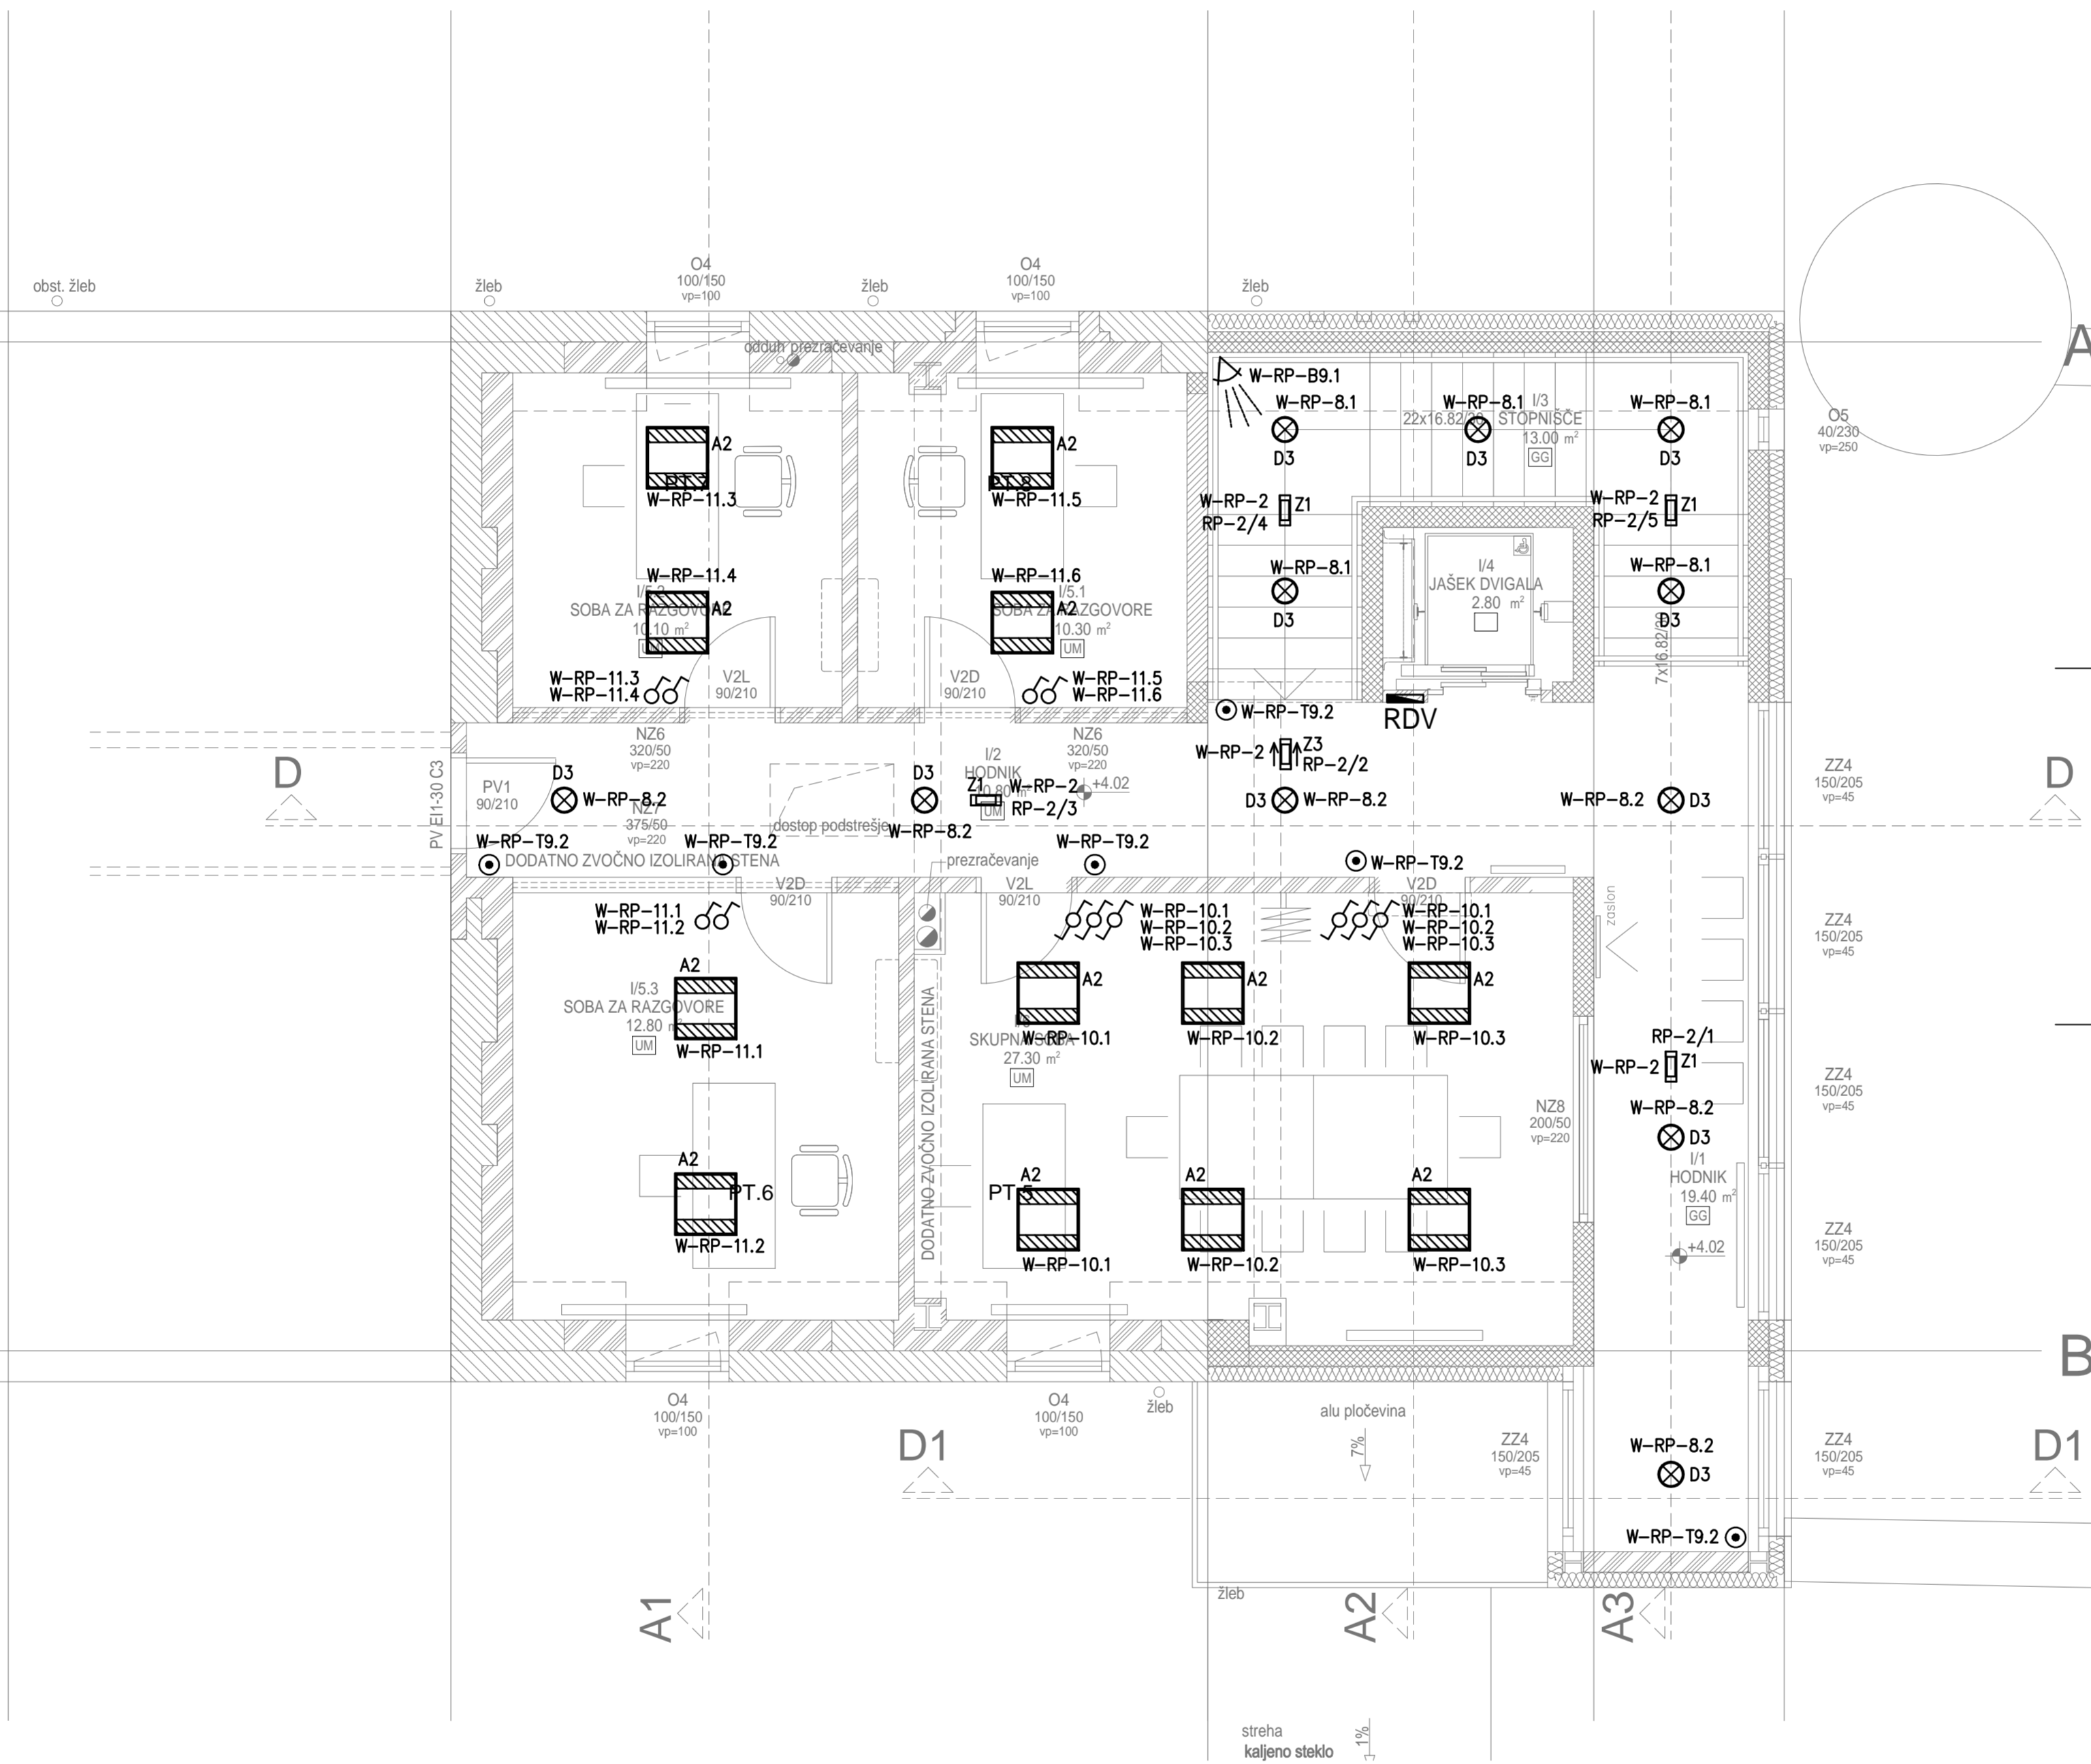 O4
100/150
vp=100
O4
100/150
vp=100
obst. žleb
žleb
žleb
žleb
A
odduh prezračevanje
W-RP-B9.1
W-RP-8.1
W-RP-8.1
I/3
W-RP-8.1
STOPNIŠČE
13.00 m²
GG
O5
40/230
vp=250
D3
D3
D3
A2
PT.7
W-RP-11.3
A2
PT.8
W-RP-11.5
W-RP-2
RP-2/4
Z1
W-RP-2
RP-2/5
Z1
W-RP-11.4
A2
SOBA ZA RAZGOVORE
10.10 m²
W-RP-11.6
I/5.1
A2
SOBA ZA RAZGOVORE
10.30 m²
UM
W-RP-8.1
D3
I/4
JAŠEK DVIGALA
2.80 m²
W-RP-8.1
D3
W-RP-11.3
W-RP-11.4
V2L
90/210
V2D
90/210
W-RP-11.5
W-RP-11.6
W-RP-T9.2
RDV
NZ6
320/50
vp=220
NZ6
320/50
vp=220
W-RP-2
Z3
RP-2/2
D
PV EI1-30 C3
PV1
90/210
D3
W-RP-8.2
NZ7
375/50
vp=220
D3
W-RP-8.2
I/2
HODNIK
10.80 m²
UM
Z1
W-RP-2
RP-2/3
+4.02
D3
W-RP-8.2
W-RP-8.2
D3
ZZ4
150/205
vp=45
D
dostop podstrešje
W-RP-T9.2
W-RP-T9.2
W-RP-T9.2
W-RP-T9.2
DODATNO ZVOČNO IZOLIRANA STENA
prezračevanje
V2D
90/210
V2L
90/210
V2D
90/210
zaslon
W-RP-11.1
W-RP-11.2
W-RP-10.1
W-RP-10.2
W-RP-10.3
W-RP-10.1
W-RP-10.2
W-RP-10.3
ZZ4
150/205
vp=45
A2
A2
A2
A2
I/5.3
SOBA ZA RAZGOVORE
12.80 m²
UM
W-RP-11.1
DODATNO ZVOČNO IZOLIRANA STENA
I/6
SKUPNA SOBA
27.30 m²
UM
W-RP-10.1
W-RP-10.2
W-RP-10.3
RP-2/1
W-RP-2
Z1
W-RP-8.2
D3
ZZ4
150/205
vp=45
NZ8
200/50
vp=220
I/1
HODNIK
19.40 m²
GG
+4.02
A2
PT.6
W-RP-11.2
A2
PT.5
W-RP-10.1
A2
W-RP-10.2
A2
W-RP-10.3
ZZ4
150/205
vp=45
B
O4
100/150
vp=100
O4
100/150
vp=100
žleb
alu pločevina
7%
D1
ZZ4
150/205
vp=45
W-RP-8.2
D3
ZZ4
150/205
vp=45
D1
W-RP-T9.2
žleb
A1
A2
A3
streha
kaljeno steklo
1%